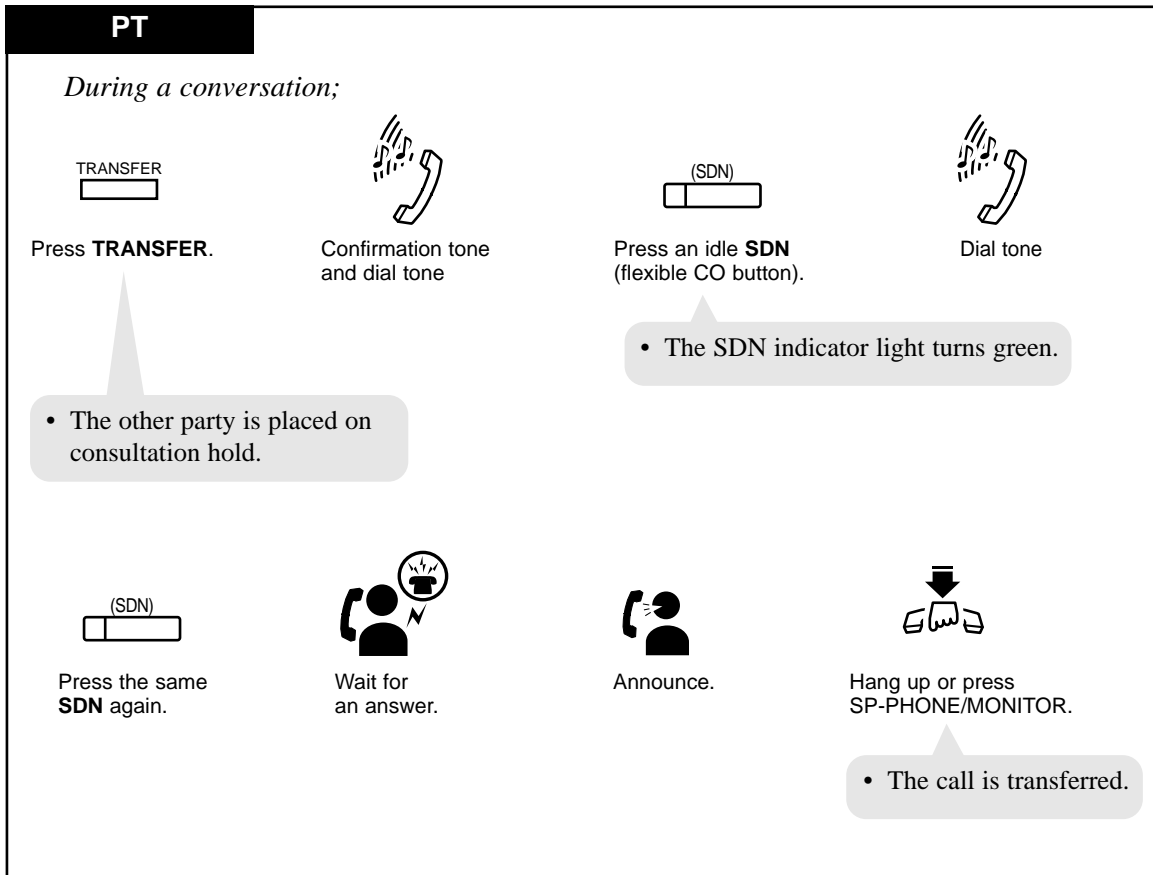 PT
During a conversation;
TRANSFER
Press TRANSFER.
Confirmation tone
and dial tone
(SDN)
Press an idle SDN
(flexible CO button).
Dial tone
• The SDN indicator light turns green.
• The other party is placed on
consultation hold.
(SDN)
Press the same
SDN again.
Wait for
an answer.
Announce.
Hang up or press
SP-PHONE/MONITOR.
• The call is transferred.